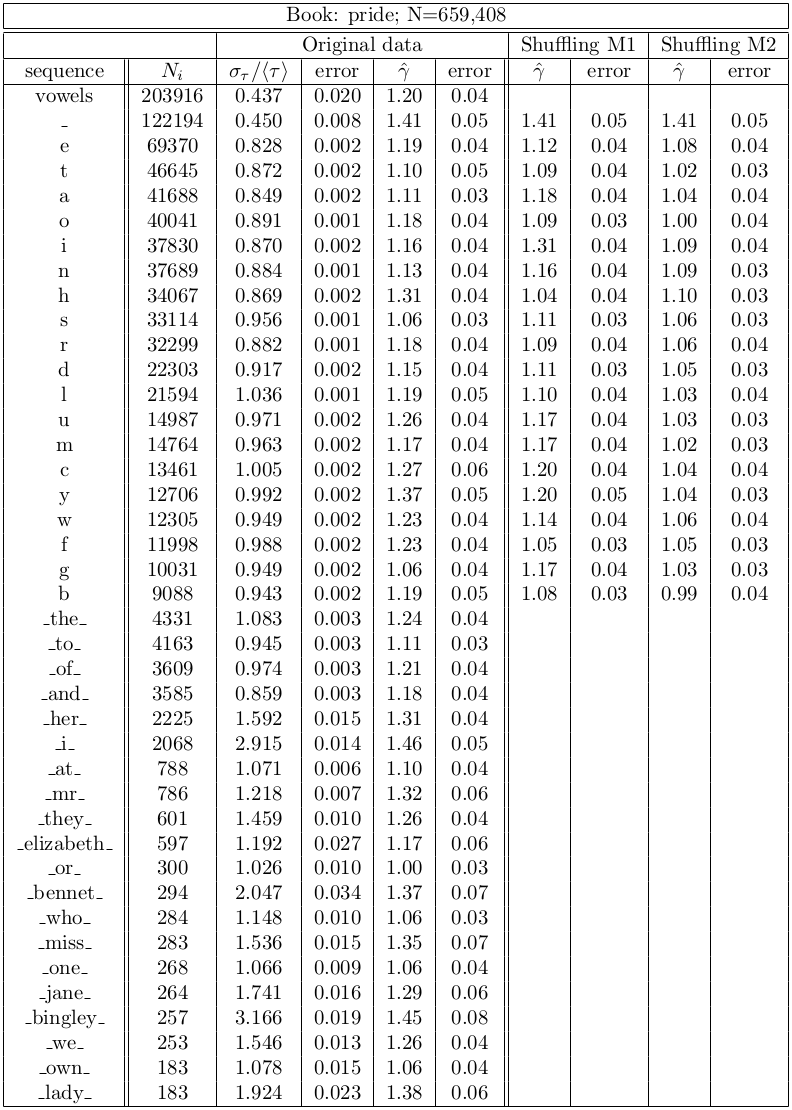 Book: pride; N=659,408
Original data Shuffling M1 Shuffling M2
sequence N_i σ_τ/⟨τ⟩ error γ̂ error γ̂ error γ̂ error
vowels 203916 0.437 0.020 1.20 0.04
_ 122194 0.450 0.008 1.41 0.05 1.41 0.05 1.41 0.05
e 69370 0.828 0.002 1.19 0.04 1.12 0.04 1.08 0.04
t 46645 0.872 0.002 1.10 0.05 1.09 0.04 1.02 0.03
a 41688 0.849 0.002 1.11 0.03 1.18 0.04 1.04 0.04
o 40041 0.891 0.001 1.18 0.04 1.09 0.03 1.00 0.04
i 37830 0.870 0.002 1.16 0.04 1.31 0.04 1.09 0.04
n 37689 0.884 0.001 1.13 0.04 1.16 0.04 1.09 0.03
h 34067 0.869 0.002 1.31 0.04 1.04 0.04 1.10 0.03
s 33114 0.956 0.001 1.06 0.03 1.11 0.03 1.06 0.03
r 32299 0.882 0.001 1.18 0.04 1.09 0.04 1.06 0.04
d 22303 0.917 0.002 1.15 0.04 1.11 0.03 1.05 0.03
l 21594 1.036 0.001 1.19 0.05 1.10 0.04 1.03 0.04
u 14987 0.971 0.002 1.26 0.04 1.17 0.04 1.03 0.03
m 14764 0.963 0.002 1.17 0.04 1.17 0.04 1.02 0.03
c 13461 1.005 0.002 1.27 0.06 1.20 0.04 1.04 0.04
y 12706 0.992 0.002 1.37 0.05 1.20 0.05 1.04 0.03
w 12305 0.949 0.002 1.23 0.04 1.14 0.04 1.06 0.04
f 11998 0.988 0.002 1.23 0.04 1.05 0.03 1.05 0.03
g 10031 0.949 0.002 1.06 0.04 1.17 0.04 1.03 0.03
b 9088 0.943 0.002 1.19 0.05 1.08 0.03 0.99 0.04
_the_ 4331 1.083 0.003 1.24 0.04
_to_ 4163 0.945 0.003 1.11 0.03
_of_ 3609 0.974 0.003 1.21 0.04
_and_ 3585 0.859 0.003 1.18 0.04
_her_ 2225 1.592 0.015 1.31 0.04
_i_ 2068 2.915 0.014 1.46 0.05
_at_ 788 1.071 0.006 1.10 0.04
_mr_ 786 1.218 0.007 1.32 0.06
_they_ 601 1.459 0.010 1.26 0.04
_elizabeth_ 597 1.192 0.027 1.17 0.06
_or_ 300 1.026 0.010 1.00 0.03
_bennet_ 294 2.047 0.034 1.37 0.07
_who_ 284 1.148 0.010 1.06 0.03
_miss_ 283 1.536 0.015 1.35 0.07
_one_ 268 1.066 0.009 1.06 0.04
_jane_ 264 1.741 0.016 1.29 0.06
_bingley_ 257 3.166 0.019 1.45 0.08
_we_ 253 1.546 0.013 1.26 0.04
_own_ 183 1.078 0.015 1.06 0.04
_lady_ 183 1.924 0.023 1.38 0.06